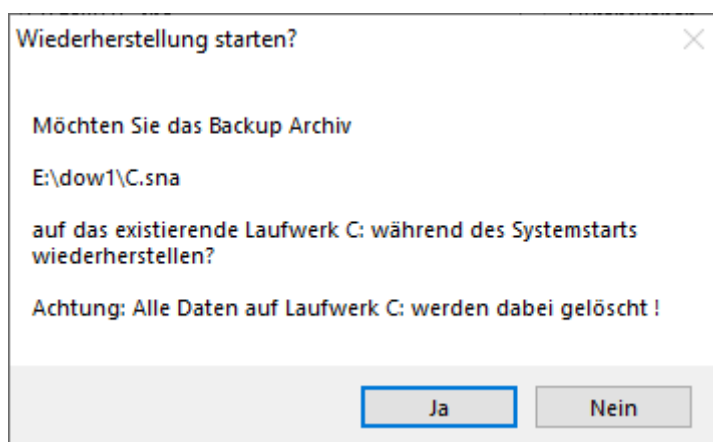 Wiederherstellung starten?
Möchten Sie das Backup Archiv
E:\dow1\C.sna
auf das existierende Laufwerk C: während des Systemstarts
wiederherstellen?
Achtung: Alle Daten auf Laufwerk C: werden dabei gelöscht !
Ja
Nein